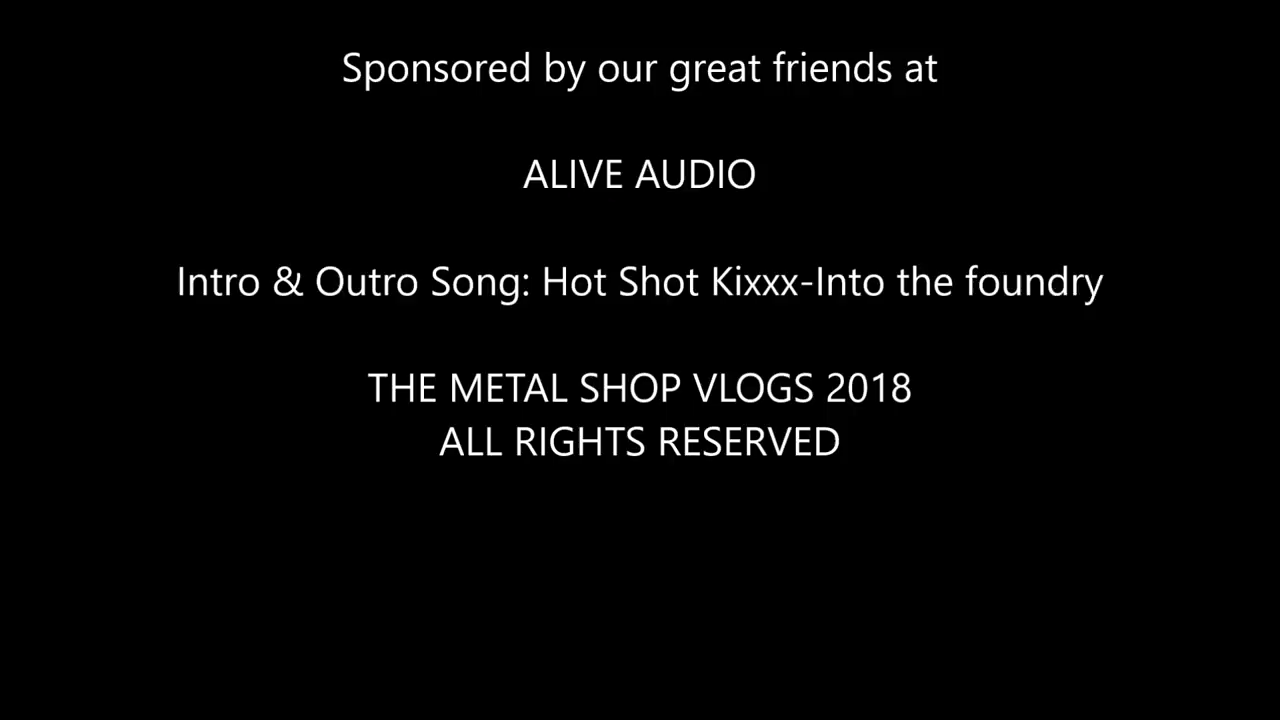 Sponsored by our great friends at
ALIVE AUDIO
Intro & Outro Song: Hot Shot Kixxx-Into the foundry
THE METAL SHOP VLOGS 2018
ALL RIGHTS RESERVED